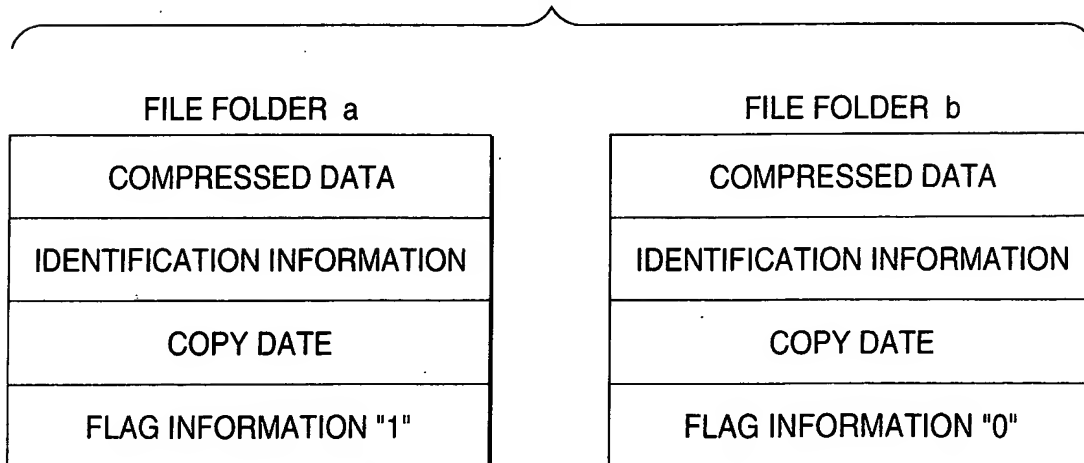 FILE FOLDER a
COMPRESSED DATA
IDENTIFICATION INFORMATION
COPY DATE
FLAG INFORMATION "1"
FILE FOLDER b
COMPRESSED DATA
IDENTIFICATION INFORMATION
COPY DATE
FLAG INFORMATION "0"